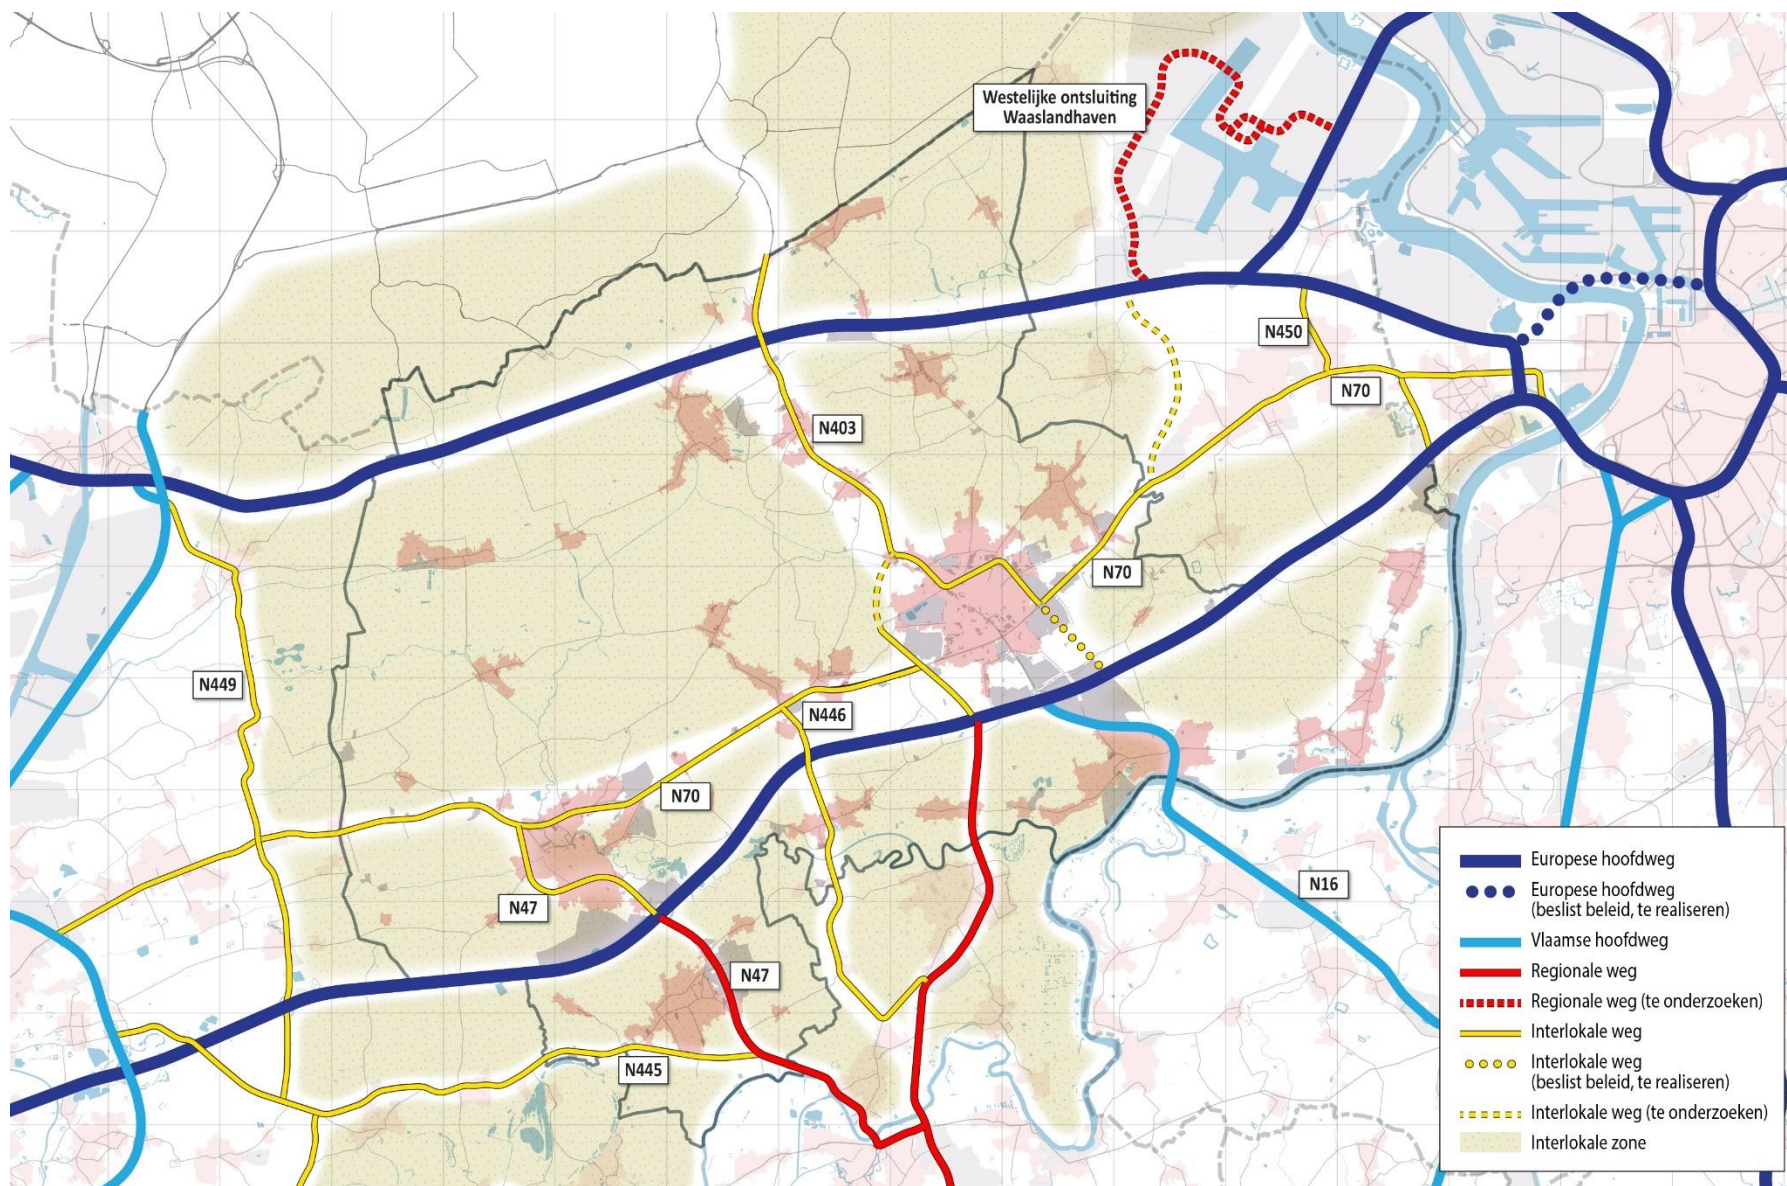 Westelijke ontsluiting
Waaslandhaven
N450
N70
N403
N70
N449
N446
N70
N47
N16
N47
N445
Europese hoofdweg
Europese hoofdweg
(beslist beleid, te realiseren)
Vlaamse hoofdweg
Regionale weg
Regionale weg (te onderzoeken)
Interlokale weg
Interlokale weg
(beslist beleid, te realiseren)
Interlokale weg (te onderzoeken)
Interlokale zone